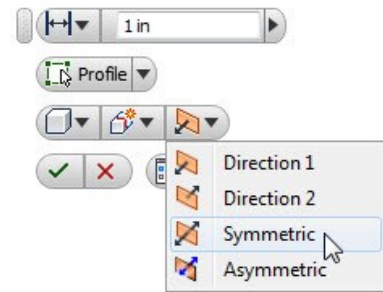 1 in
Profile
Direction 1
Direction 2
Symmetric
Asymmetric